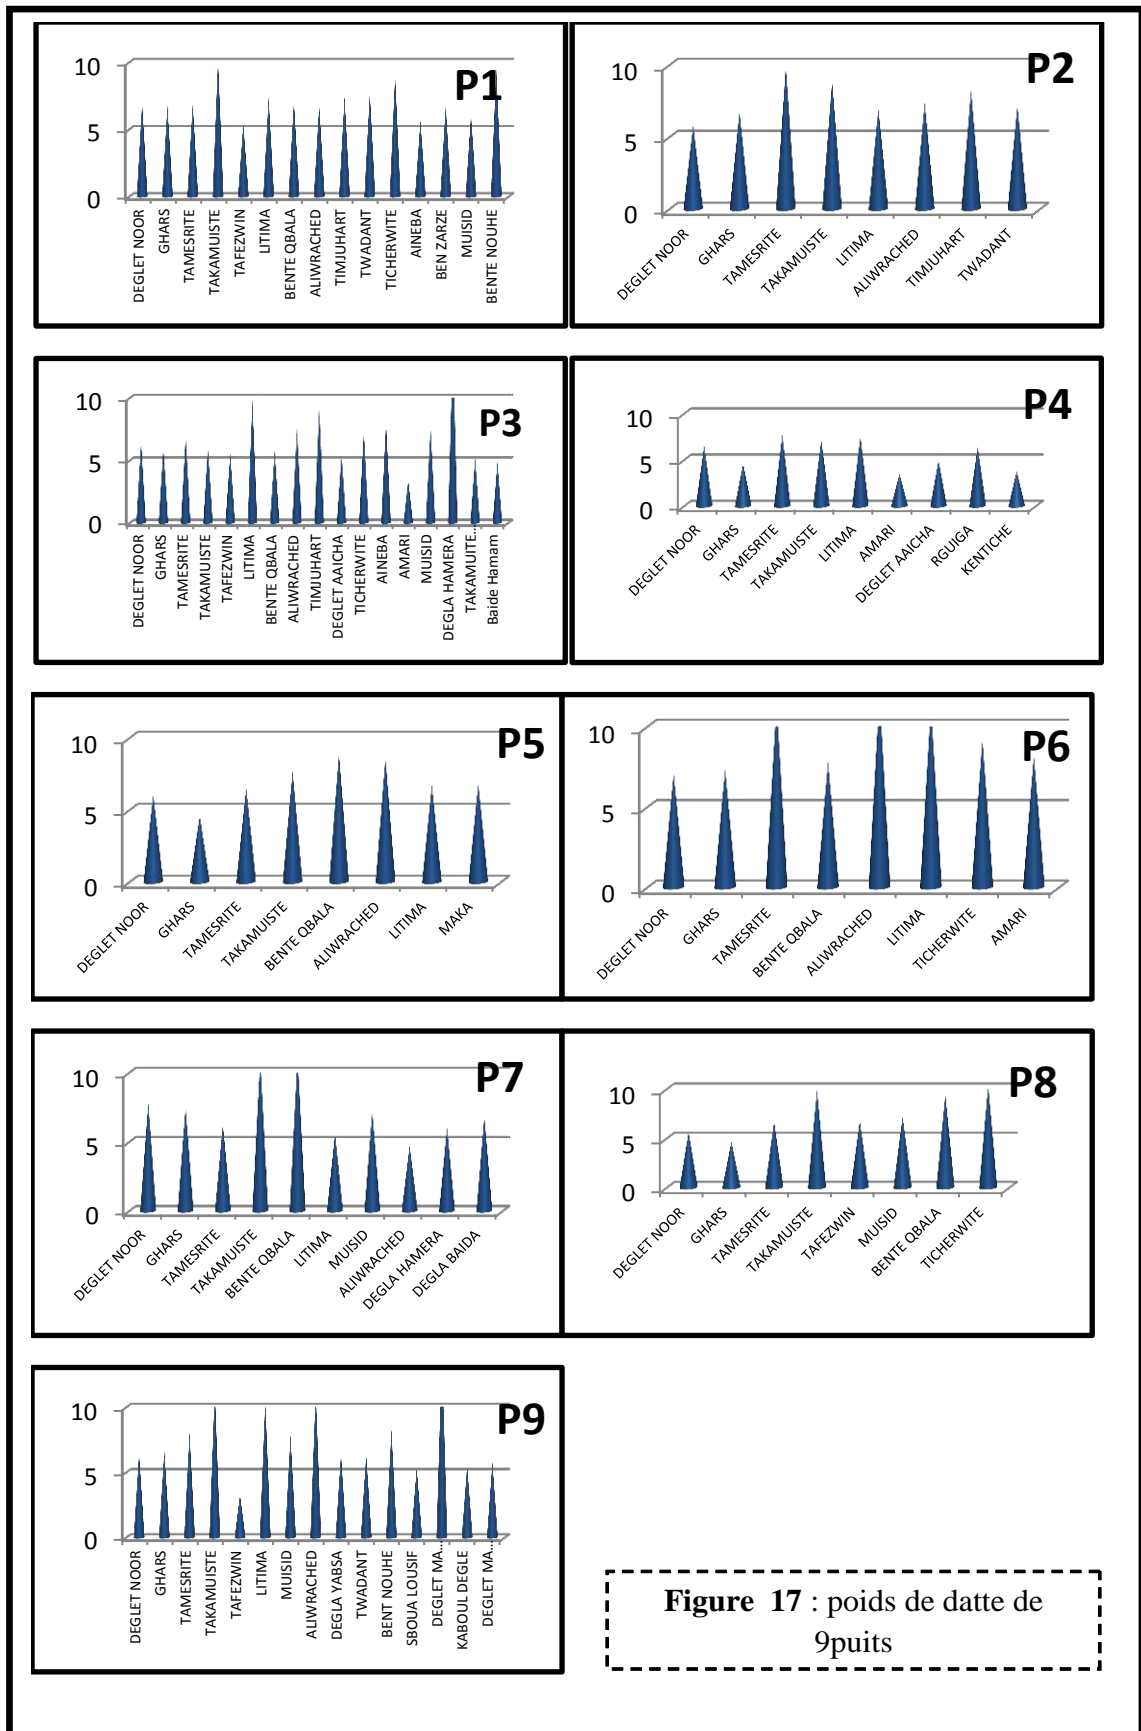 P1
10
5
0
DEGLET NOOR
GHARS
TAMESRITE
TAKAMUISTE
TAFEZWIN
LITIMA
BENTE QBALA
ALIWRACHED
TIMJUHART
TWADANT
TICHERWITE
AINEBA
BEN ZARZE
MUISID
BENTE NOUHE
P2
10
5
0
DEGLET NOOR
GHARS
TAMESRITE
TAKAMUISTE
LITIMA
ALIWRACHED
TIMJUHART
TWADANT
P3
10
5
0
DEGLET NOOR
GHARS
TAMESRITE
TAKAMUISTE
TAFEZWIN
LITIMA
BENTE QBALA
ALIWRACHED
TIMJUHART
DEGLET AAICHA
TICHERWITE
AINEBA
AMARI
MUISID
DEGLA HAMERA
TAKAMUITE…
Baide Hamam
P4
10
5
0
DEGLET NOOR
GHARS
TAMESRITE
TAKAMUISTE
LITIMA
AMARI
DEGLET AAICHA
RGUIGA
KENTICHE
P5
10
5
0
DEGLET NOOR
GHARS
TAMESRITE
TAKAMUISTE
BENTE QBALA
ALIWRACHED
LITIMA
MAKA
P6
10
5
0
DEGLET NOOR
GHARS
TAMESRITE
BENTE QBALA
ALIWRACHED
LITIMA
TICHERWITE
AMARI
P7
10
5
0
DEGLET NOOR
GHARS
TAMESRITE
TAKAMUISTE
BENTE QBALA
LITIMA
MUISID
ALIWRACHED
DEGLA HAMERA
DEGLA BAIDA
P8
10
5
0
DEGLET NOOR
GHARS
TAMESRITE
TAKAMUISTE
TAFEZWIN
MUISID
BENTE QBALA
TICHERWITE
P9
10
5
0
DEGLET NOOR
GHARS
TAMESRITE
TAKAMUISTE
TAFEZWIN
LITIMA
MUISID
ALIWRACHED
DEGLA YABSA
TWADANT
BENT NOUHE
SBOUA LOUSIF
DEGLET MA…
KABOUL DEGLE
DEGLET MA…
Figure 17 : poids de datte de
9puits